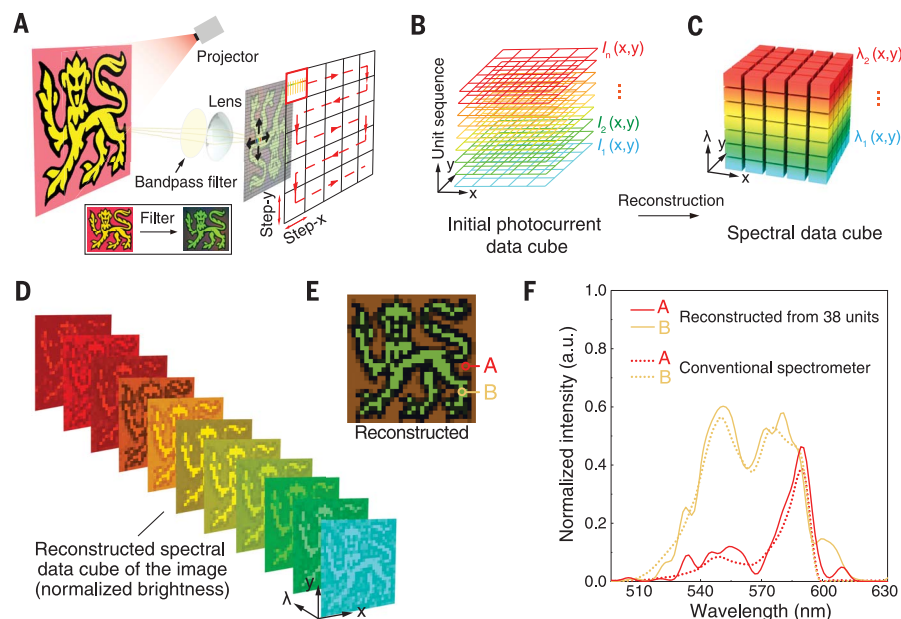 A
Projector
Lens
Bandpass filter
Filter
Step-y
Step-x
B
Unit sequence
y
x
Iₙ (x,y)
I₂ (x,y)
I₁ (x,y)
Initial photocurrent
data cube
Reconstruction
C
λ₂ (x,y)
λ₁ (x,y)
λ
y
x
Spectral data cube
D
Reconstructed spectral
data cube of the image
(normalized brightness)
y
λ
x
E
A
B
Reconstructed
F
Normalized intensity (a.u.)
1.0
0.8
0.6
0.4
0.2
0.0
A
B
Reconstructed from 38 units
A
B
Conventional spectrometer
510
540
570
600
630
Wavelength (nm)